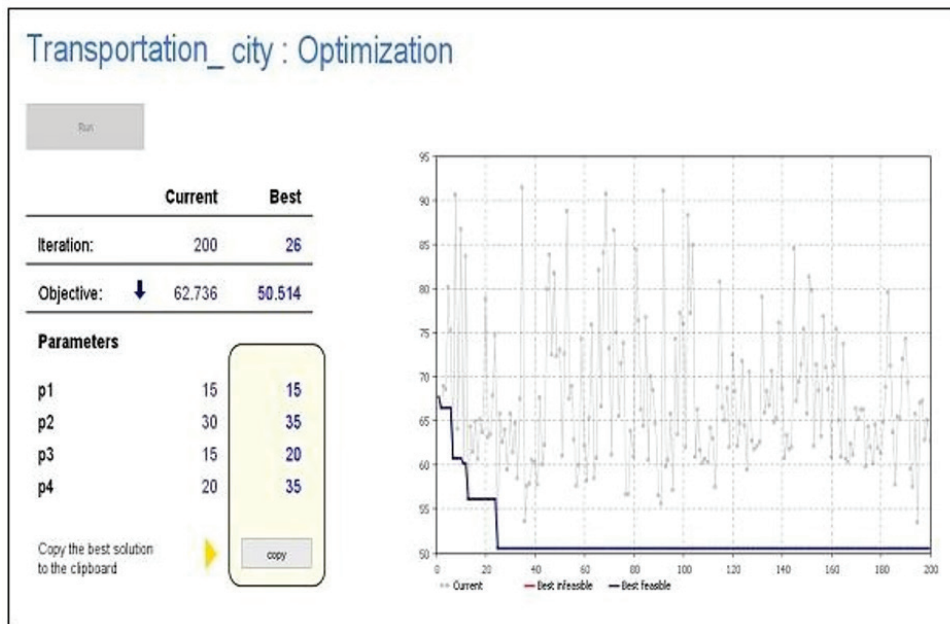 Transportation_ city : Optimization
Run
Current Best
Iteration: 200 26
Objective: 62.736 50.514
Parameters
p1 15 15
p2 30 35
p3 15 20
p4 20 35
Copy the best solution
to the clipboard
copy
95
90
85
80
75
70
65
60
55
50
0 20 40 60 80 100 120 140 160 180 200
Current Best infeasible Best feasible